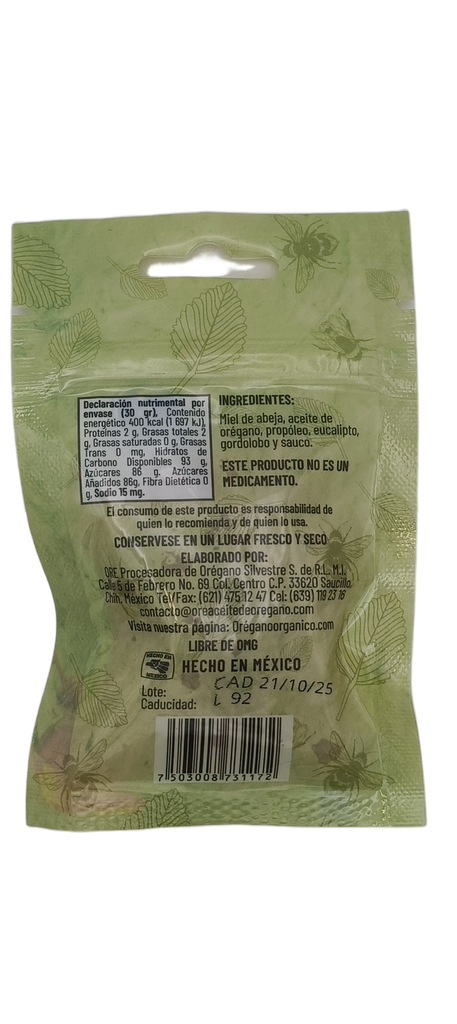 Declaración nutrimental por
envase (30 gr), Contenido
energético 400 kcal (1 697 kJ),
Proteínas 2 g, Grasas totales 2
g, Grasas saturadas 0 g, Grasas
Trans 0 mg, Hidratos de
Carbono Disponibles 93 g,
Azúcares 86 g. Azúcares
Añadidos 86g, Fibra Dietética 0
g, Sodio 15 mg.
INGREDIENTES:
Miel de abeja, aceite de
orégano, propóleo, eucalipto,
gordolobo y sauco.
ESTE PRODUCTO NO ES UN
MEDICAMENTO.
El consumo de este producto es responsabilidad de
quien lo recomienda y de quien lo usa.
CONSERVESE EN UN LUGAR FRESCO Y SECO
ELABORADO POR:
ORE Procesadora de Orégano Silvestre S. de R.L. M.I.
Calle 5 de Febrero No. 69 Col. Centro C.P. 33620 Saucillo,
Chih. México Tel/Fax: (621) 475 12 47 Cel: (639) 119 23 16
contacto@oreaceitedeoregano.com
Visita nuestra página: Oréganoorganico.com
LIBRE DE OMG
HECHO EN
MÉXICO
HECHO EN MÉXICO
Lote: CAD 21/10/25
Caducidad: L 92
7 503008 731172